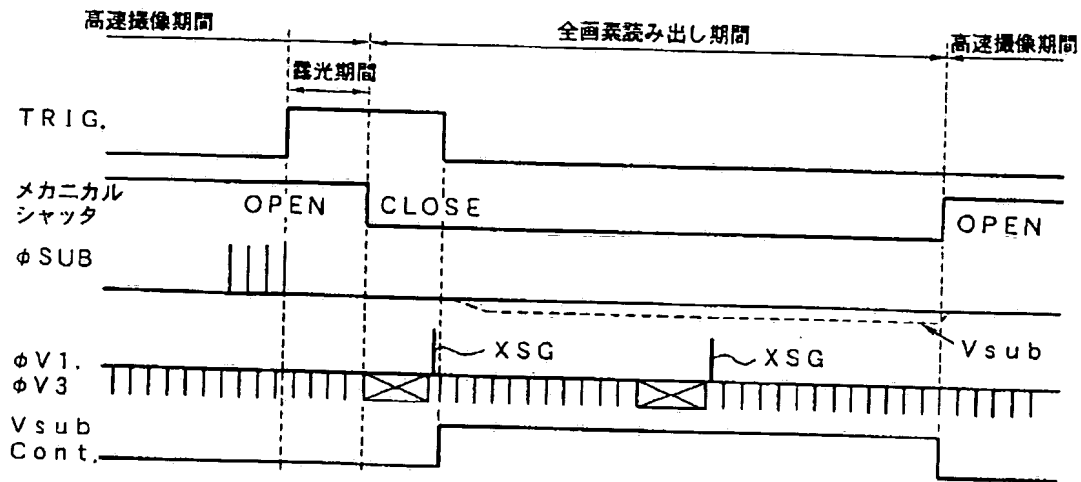 高速撮像期間
全画素読み出し期間
高速撮像期間
露光期間
TRIG.
メカニカル
シャッタ
OPEN
CLOSE
OPEN
φSUB
Vsub
XSG
XSG
φV1.
φV3
Vsub
Cont.